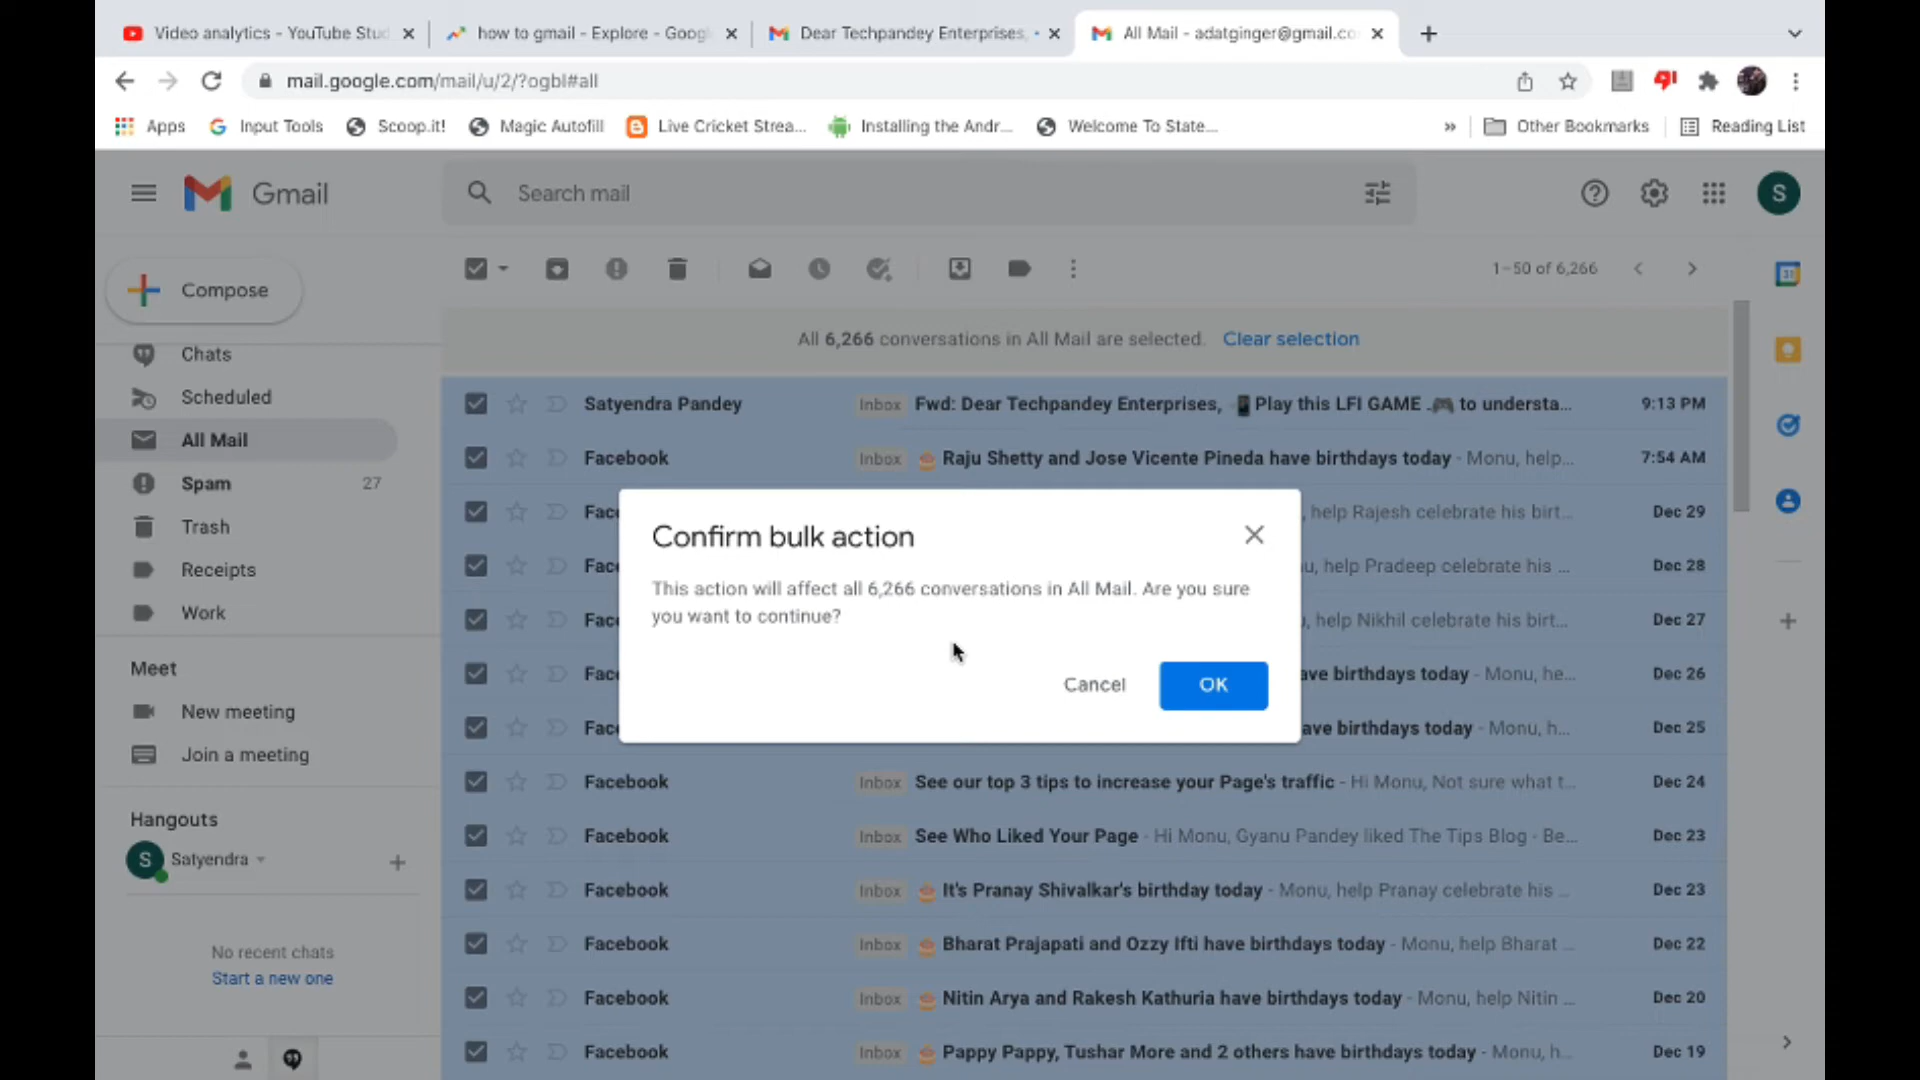 Video analytics - YouTube Stud
how to gmail - Explore - Goog
Dear Techpandey Enterprises, -
All Mail - adatginger@gmail.co
mail.google.com/mail/u/2/?ogbl#all
Apps
Input Tools
Scoop.it!
Magic Autofill
Live Cricket Strea...
Installing the Andr...
Welcome To State...
»
Other Bookmarks
Reading List
Gmail
Search mail
S
Compose
1–50 of 6,266
31
All 6,266 conversations in All Mail are selected. Clear selection
Chats
Scheduled
All Mail
Spam 27
Trash
Receipts
Work
Meet
New meeting
Join a meeting
Hangouts
S Satyendra
No recent chats
Start a new one
Satyendra Pandey Inbox Fwd: Dear Techpandey Enterprises, 📱Play this LFI GAME .🎮 to understa... 9:13 PM
Facebook Inbox 🎂 Raju Shetty and Jose Vicente Pineda have birthdays today - Monu, help... 7:54 AM
Fac , help Rajesh celebrate his birt... Dec 29
Fac u, help Pradeep celebrate his ... Dec 28
Fac u, help Nikhil celebrate his birt... Dec 27
Fac ave birthdays today - Monu, he... Dec 26
Fac ave birthdays today - Monu, h... Dec 25
Facebook Inbox See our top 3 tips to increase your Page's traffic - Hi Monu, Not sure what t... Dec 24
Facebook Inbox See Who Liked Your Page - Hi Monu, Gyanu Pandey liked The Tips Blog - Be... Dec 23
Facebook Inbox 🎂 It's Pranay Shivalkar's birthday today - Monu, help Pranay celebrate his ... Dec 23
Facebook Inbox 🎂 Bharat Prajapati and Ozzy Ifti have birthdays today - Monu, help Bharat ... Dec 22
Facebook Inbox 🎂 Nitin Arya and Rakesh Kathuria have birthdays today - Monu, help Nitin ... Dec 20
Facebook Inbox 🎂 Pappy Pappy, Tushar More and 2 others have birthdays today - Monu, h... Dec 19
Confirm bulk action
This action will affect all 6,266 conversations in All Mail. Are you sure
you want to continue?
Cancel
OK